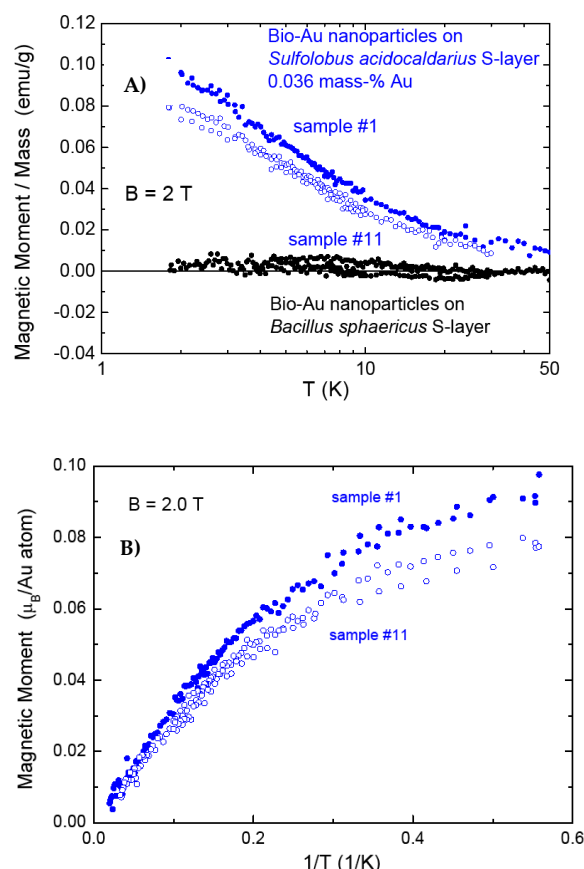 0.12
0.10
0.08
0.06
0.04
0.02
0.00
-0.02
-0.04
Magnetic Moment / Mass (emu/g)
A)
Bio-Au nanoparticles on
Sulfolobus acidocaldarius S-layer
0.036 mass-% Au
sample #1
B = 2 T
sample #11
Bio-Au nanoparticles on
Bacillus sphaericus S-layer
1
10
50
T (K)
0.10
0.08
0.06
0.04
0.02
0.00
Magnetic Moment (μB/Au atom)
B = 2.0 T
B)
sample #1
sample #11
0.0
0.2
0.4
0.6
1/T (1/K)